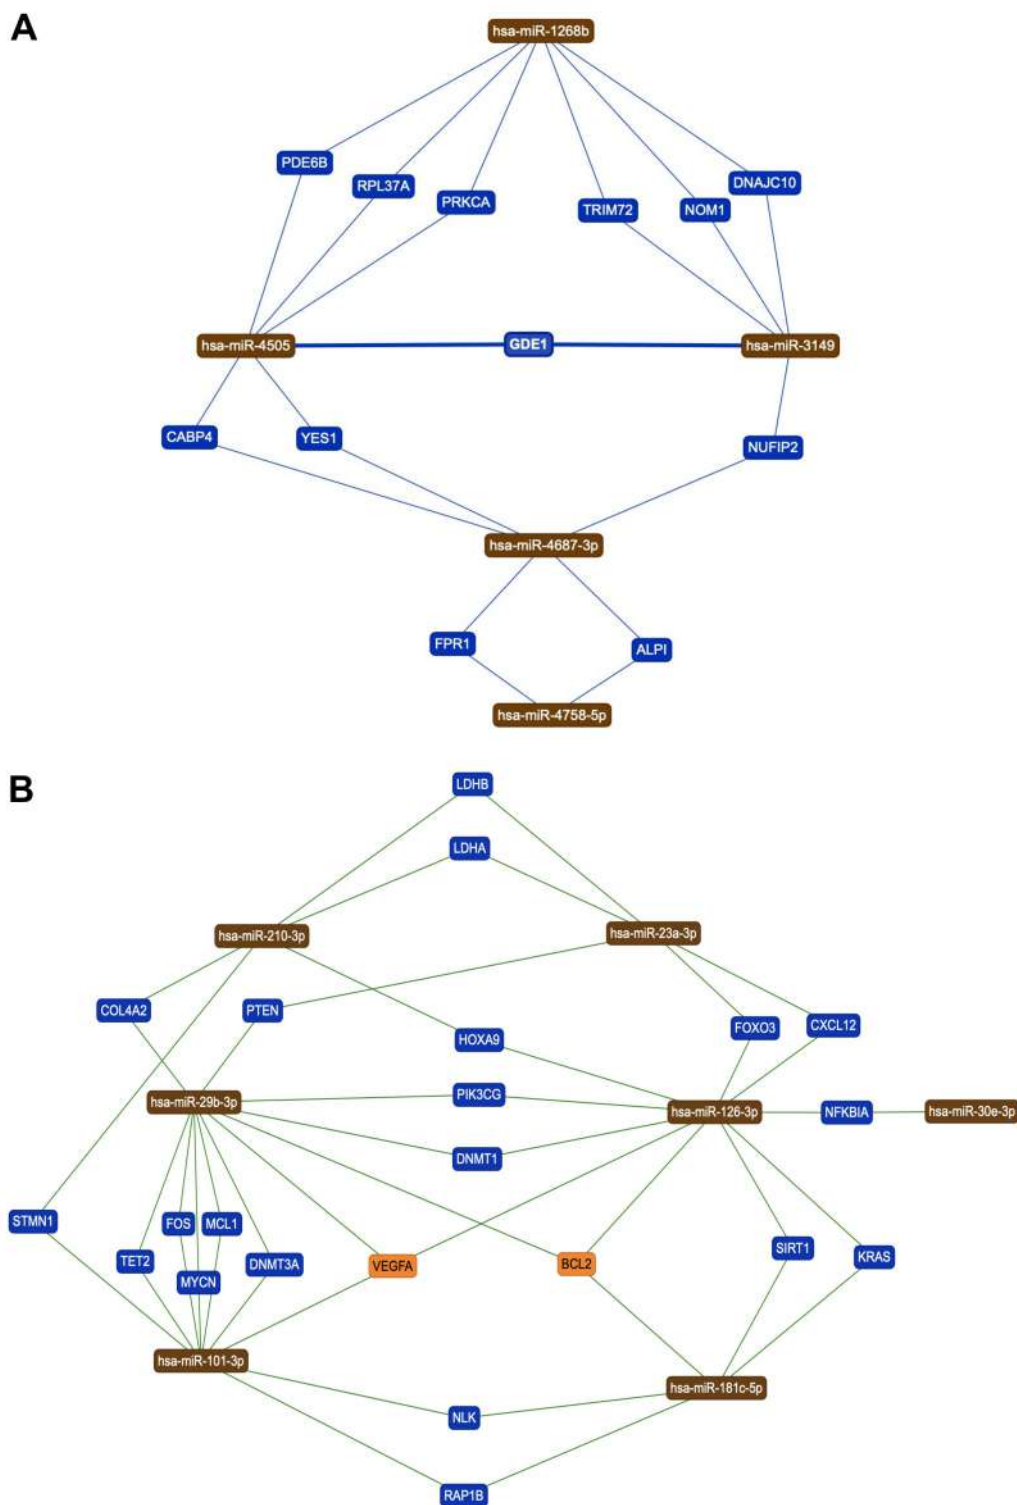 A
hsa-miR-1268b
PDE6B
RPL37A
PRKCA
TRIM72
NOM1
DNAJC10
hsa-miR-4505
GDE1
hsa-miR-3149
CABP4
YES1
NUFIP2
hsa-miR-4687-3p
FPR1
ALPI
hsa-miR-4758-5p
B
LDHB
LDHA
hsa-miR-210-3p
hsa-miR-23a-3p
COL4A2
PTEN
HOXA9
FOXO3
CXCL12
hsa-miR-29b-3p
PIK3CG
hsa-miR-126-3p
NFKBIA
hsa-miR-30e-3p
DNMT1
STMN1
FOS
MCL1
TET2
MYCN
DNMT3A
VEGFA
BCL2
SIRT1
KRAS
hsa-miR-101-3p
hsa-miR-181c-5p
NLK
RAP1B